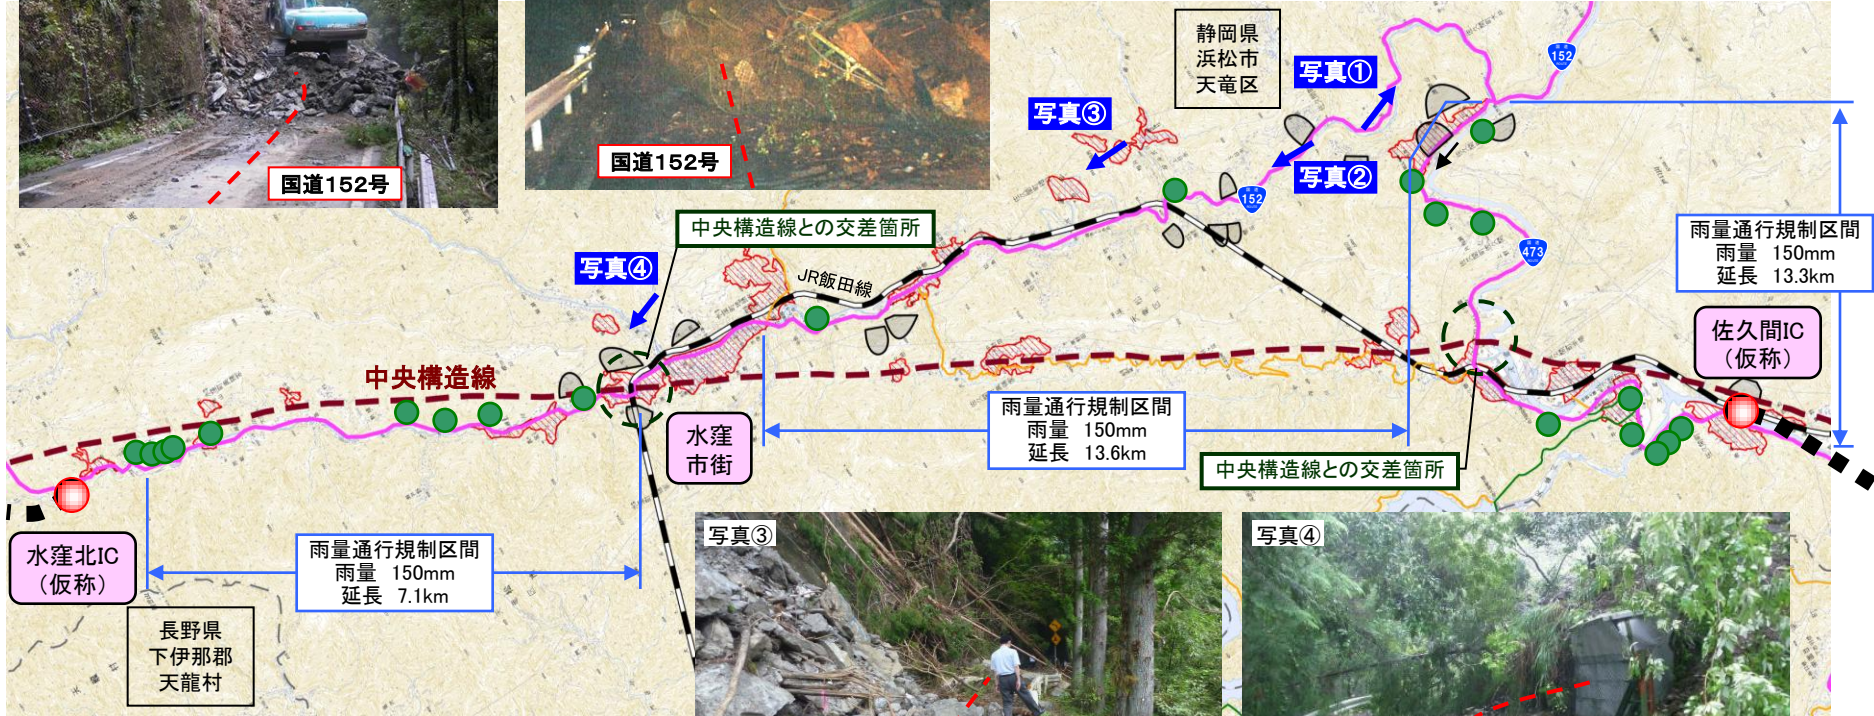 国道152号
国道152号
静岡県
浜松市
天竜区
写真①
写真②
写真③
写真④
152
152
473
中央構造線との交差箇所
JR飯田線
雨量通行規制区間
雨量 150mm
延長 13.3km
佐久間IC
（仮称）
中央構造線
水窪
市街
雨量通行規制区間
雨量 150mm
延長 13.6km
中央構造線との交差箇所
水窪北IC
（仮称）
雨量通行規制区間
雨量 150mm
延長 7.1km
長野県
下伊那郡
天龍村
写真③
写真④